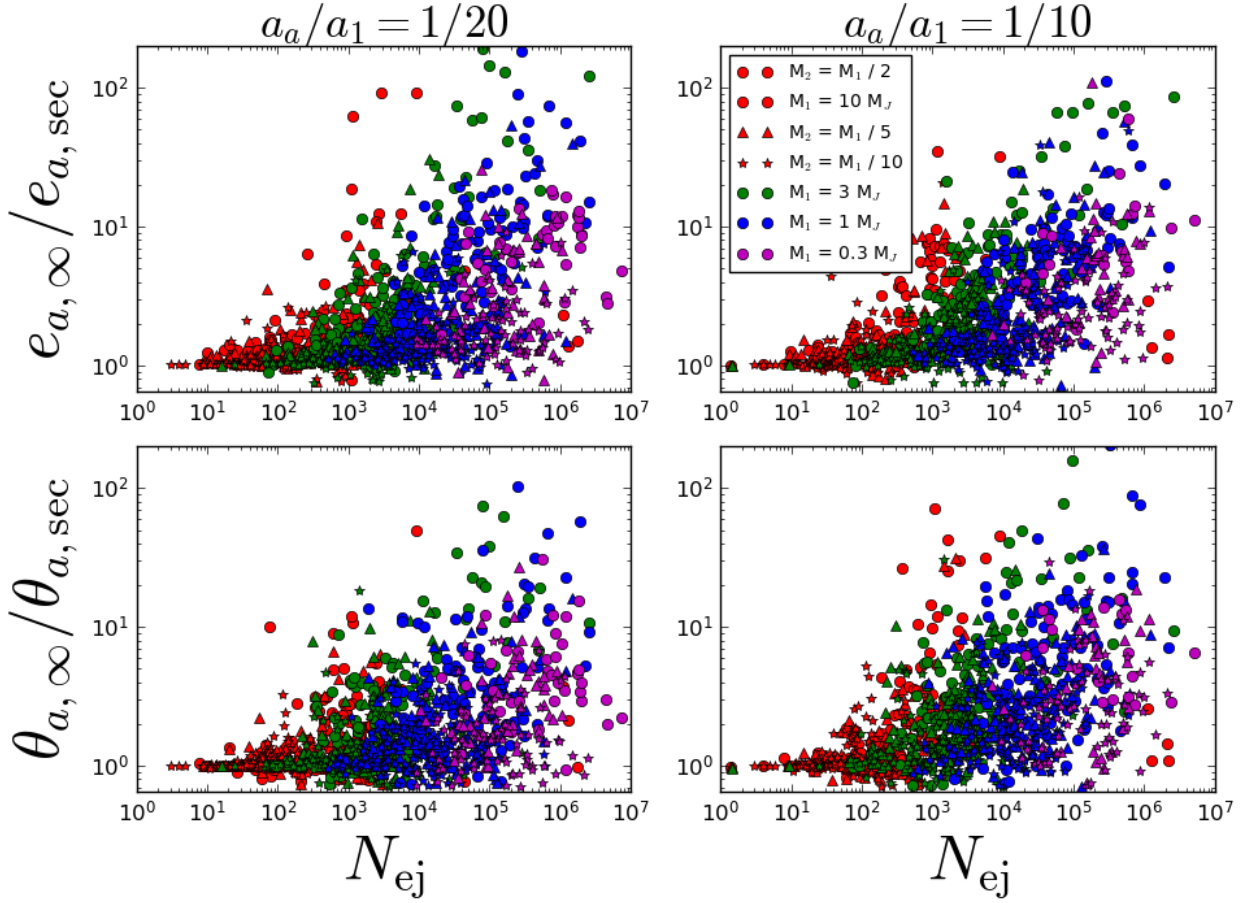 a_a/a_1 = 1/20
a_a/a_1 = 1/10
e_{a,∞}/e_{a,sec}
10^2
10^1
10^0
10^0 10^1 10^2 10^3 10^4 10^5 10^6 10^7
10^2
10^1
10^0
M_2 = M_1 / 2
M_1 = 10 M_J
M_2 = M_1 / 5
M_2 = M_1 / 10
M_1 = 3 M_J
M_1 = 1 M_J
M_1 = 0.3 M_J
10^0 10^1 10^2 10^3 10^4 10^5 10^6 10^7
θ_{a,∞}/θ_{a,sec}
10^2
10^1
10^0
10^0 10^1 10^2 10^3 10^4 10^5 10^6 10^7
N_ej
10^2
10^1
10^0
10^0 10^1 10^2 10^3 10^4 10^5 10^6 10^7
N_ej